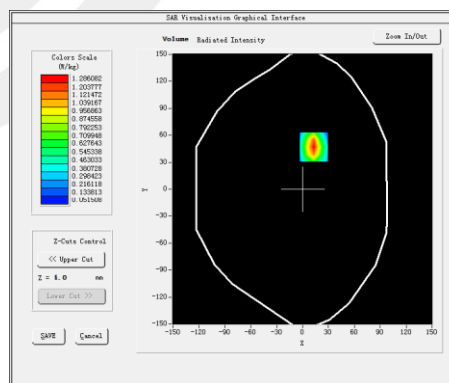 SAR Visualisation Graphical Interface
Volume Radiated Intensity
Zoom In/Out
Colors Scale
(W/kg)
1.286082
1.203777
1.121472
1.039167
0.956863
0.874558
0.792253
0.709948
0.627643
0.545338
0.463033
0.380728
0.298423
0.216118
0.133813
0.051508
150
120
90
60
30
0
-30
-60
-90
-120
-150
Y
-150 -120 -90 -60 -30 0 30 60 90 120 150
X
Z-Cuts Control
<< Upper Cut
Z = 4.0 mm
Lower Cut >>
SAVE Cancel